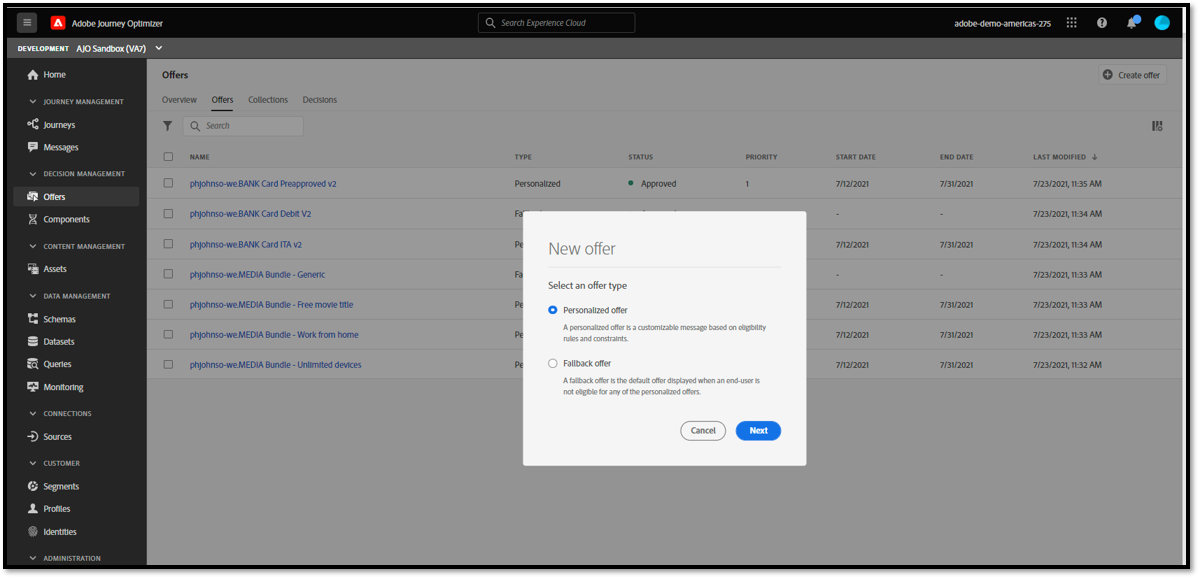 Adobe Journey Optimizer
Search Experience Cloud
adobe-demo-americas-275
DEVELOPMENT AJO Sandbox (VA7)
Home
JOURNEY MANAGEMENT
Journeys
Messages
DECISION MANAGEMENT
Offers
Components
CONTENT MANAGEMENT
Assets
DATA MANAGEMENT
Schemas
Datasets
Queries
Monitoring
CONNECTIONS
Sources
CUSTOMER
Segments
Profiles
Identities
ADMINISTRATION
Offers
Create offer
Overview Offers Collections Decisions
Search
NAME TYPE STATUS PRIORITY START DATE END DATE LAST MODIFIED
phjohnso-we.BANK Card Preapproved v2 Personalized Approved 1 7/12/2021 7/31/2021 7/23/2021, 11:35 AM
phjohnso-we.BANK Card Debit V2 Fa - - 7/23/2021, 11:34 AM
phjohnso-we.BANK Card ITA v2 Pe 7/12/2021 7/31/2021 7/23/2021, 11:34 AM
phjohnso-we.MEDIA Bundle - Generic Fa - - 7/23/2021, 11:33 AM
phjohnso-we.MEDIA Bundle - Free movie title Pe 7/12/2021 7/31/2021 7/23/2021, 11:33 AM
phjohnso-we.MEDIA Bundle - Work from home Pe 7/12/2021 7/31/2021 7/23/2021, 11:33 AM
phjohnso-we.MEDIA Bundle - Unlimited devices Pe 7/12/2021 7/31/2021 7/23/2021, 11:32 AM
New offer
Select an offer type
Personalized offer
A personalized offer is a customizable message based on eligibility
rules and constraints.
Fallback offer
A fallback offer is the default offer displayed when an end-user is
not eligible for any of the personalized offers.
Cancel Next